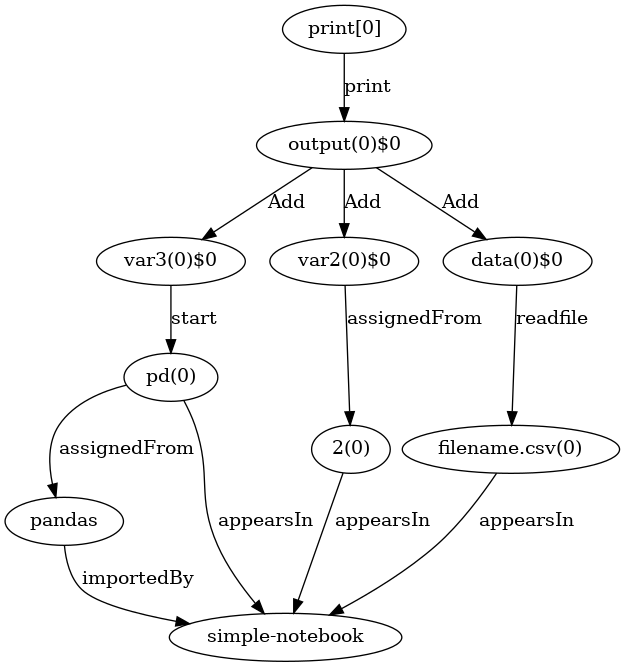 print[0]
print
output(0)$0
Add
Add
Add
var3(0)$0
var2(0)$0
data(0)$0
start
assignedFrom
readfile
pd(0)
assignedFrom
2(0)
filename.csv(0)
pandas
appearsIn
appearsIn
appearsIn
importedBy
simple-notebook